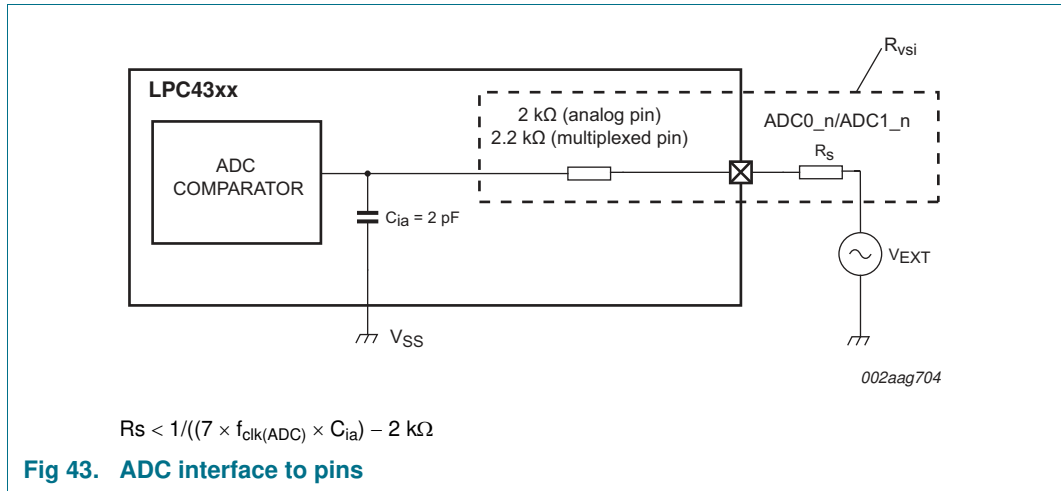 R_vsi
LPC43xx
2 kΩ (analog pin)
2.2 kΩ (multiplexed pin)
ADC0_n/ADC1_n
R_s
ADC
COMPARATOR
C_ia = 2 pF
V_EXT
V_SS
002aag704
Rs < 1/((7 × f_clk(ADC) × C_ia) − 2 kΩ
Fig 43. ADC interface to pins